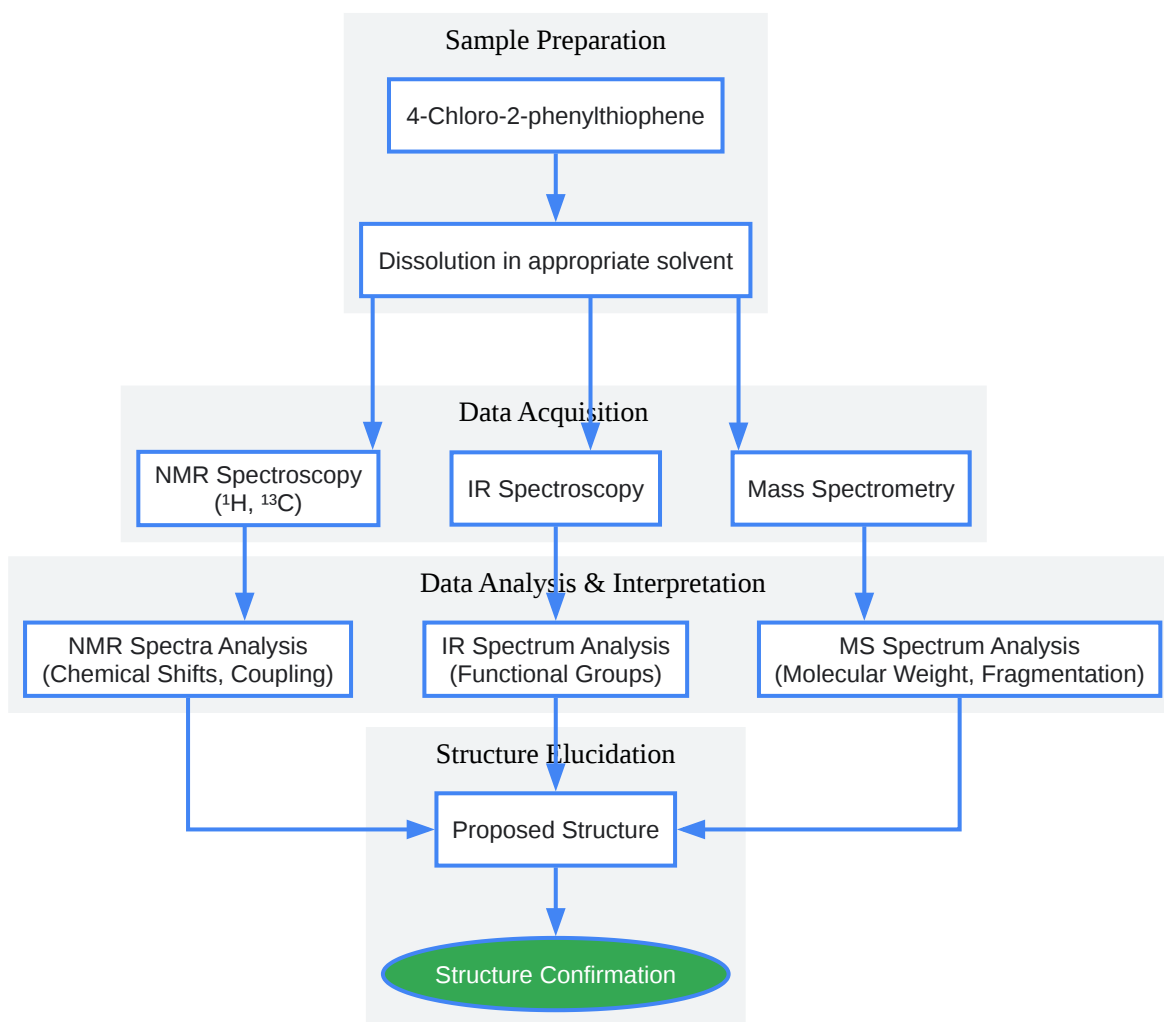 Sample Preparation
4-Chloro-2-phenylthiophene
Dissolution in appropriate solvent
Data Acquisition
NMR Spectroscopy
(¹H, ¹³C)
IR Spectroscopy
Mass Spectrometry
Data Analysis & Interpretation
NMR Spectra Analysis
(Chemical Shifts, Coupling)
IR Spectrum Analysis
(Functional Groups)
MS Spectrum Analysis
(Molecular Weight, Fragmentation)
Structure Elucidation
Proposed Structure
Structure Confirmation